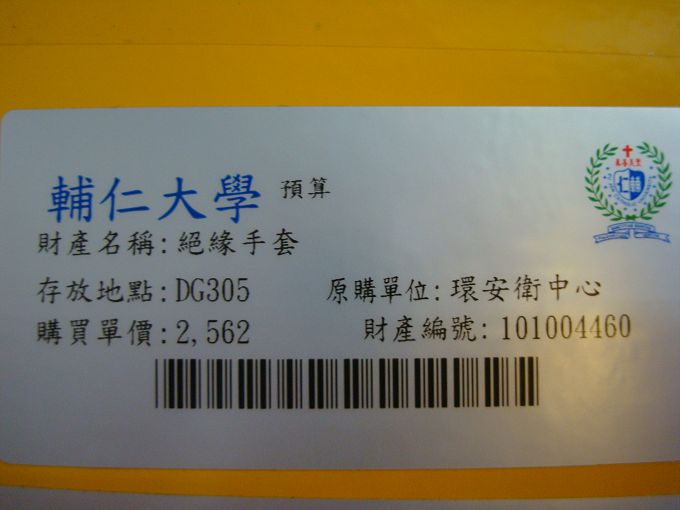 輔仁大學 預算
財產名稱:絕緣手套
存放地點:DG305 原購單位:環安衛中心
購買單價:2,562 財產編號:101004460